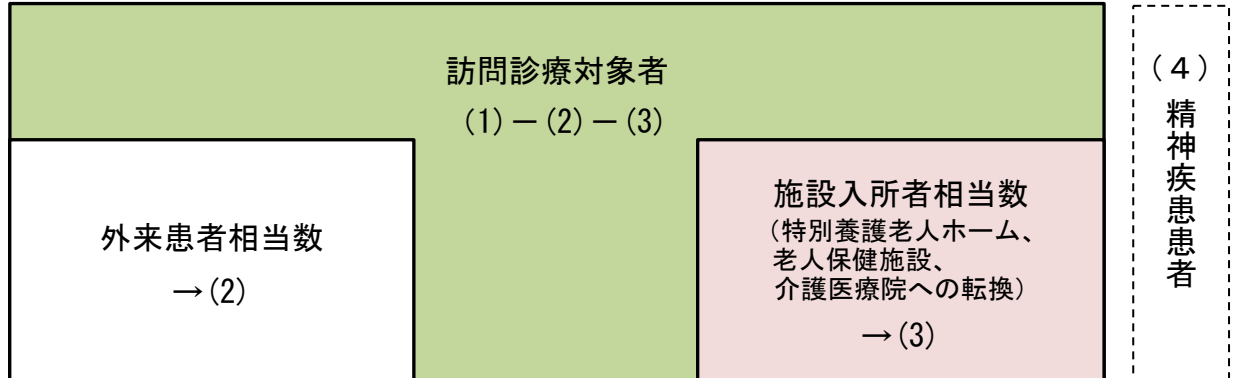 訪問診療対象者
(1)－(2)－(3)
外来患者相当数
→(2)
施設入所者相当数
(特別養護老人ホーム、
老人保健施設、
介護医療院への転換)
→(3)
(４)
精神疾患患者